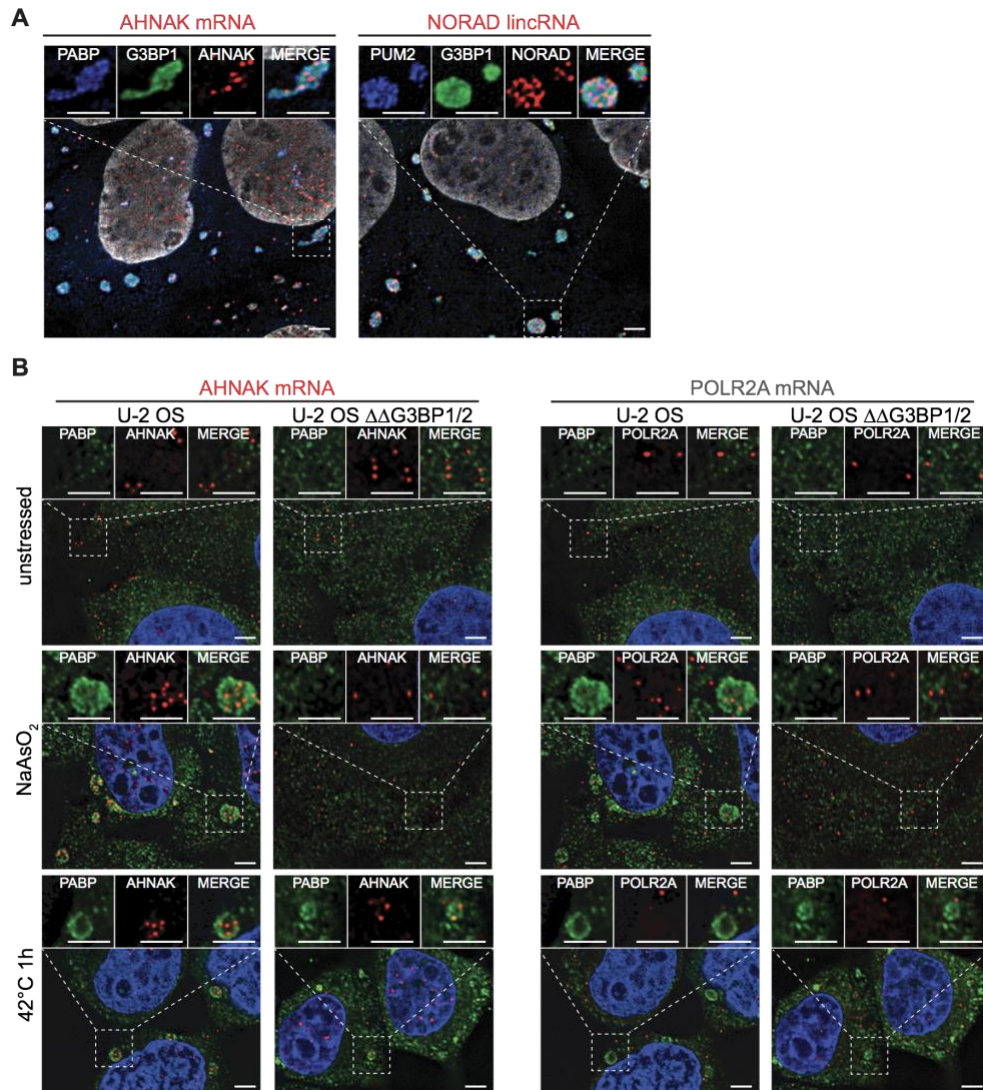 A
AHNAK mRNA NORAD lincRNA
PABP G3BP1 AHNAK MERGE PUM2 G3BP1 NORAD MERGE
B
AHNAK mRNA POLR2A mRNA
U-2 OS U-2 OS ΔΔG3BP1/2 U-2 OS U-2 OS ΔΔG3BP1/2
unstressed
PABP AHNAK MERGE PABP AHNAK MERGE PABP POLR2A MERGE PABP POLR2A MERGE
NaAsO₂
PABP AHNAK MERGE PABP AHNAK MERGE PABP POLR2A MERGE PABP POLR2A MERGE
42°C 1h
PABP AHNAK MERGE PABP AHNAK MERGE PABP POLR2A MERGE PABP POLR2A MERGE